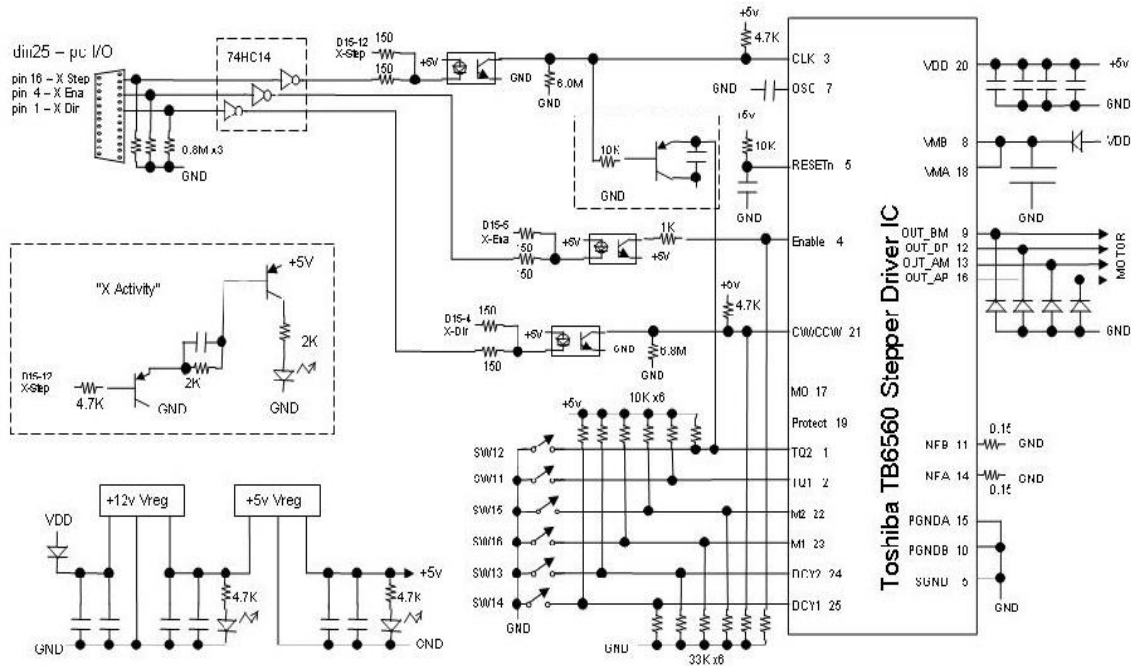 din25 – pc I/O
pin 16 – X Step
pin 4 – X Ena
pin 1 – X Dir
74HC14
0.8M x3
GND
D15-12
X-Step
150
150
+5V
GND
6.0M
GND
+5v
4.7K
CLK 3
GND
OSC 7
10K
GND
+5v
10K
RESETn 5
GND
D15-5
X-Ena
150
150
+5V
+5V
1K
Enable 4
D15-4
X-Dir
150
150
+5V
GND
6.8M
GND
+5v
4.7K
CW/CCW 21
MO 17
Protect 19
+5v
10K x6
SW12
TQ2 1
SW11
TQ1 2
SW15
M2 22
SW16
M1 23
SW13
DCY2 24
SW14
DCY1 25
GND
GND
33K x6
Toshiba TB6560 Stepper Driver IC
VDD 20
+5v
GND
VMB 8
VDD
VMA 18
GND
OUT_BM 9
OUT_BP 12
OUT_AM 13
OUT_AP 16
MOTOR
GND
NFB 11
0.15
GND
NFA 14
0.15
GND
PGNDA 15
PGNDB 10
SGND 6
GND
"X Activity"
+5V
2K
GND
2K
D15-12
X-Step
4.7K
GND
+12v Vreg
+5v Vreg
VDD
4.7K
GND
+5v
4.7K
GND